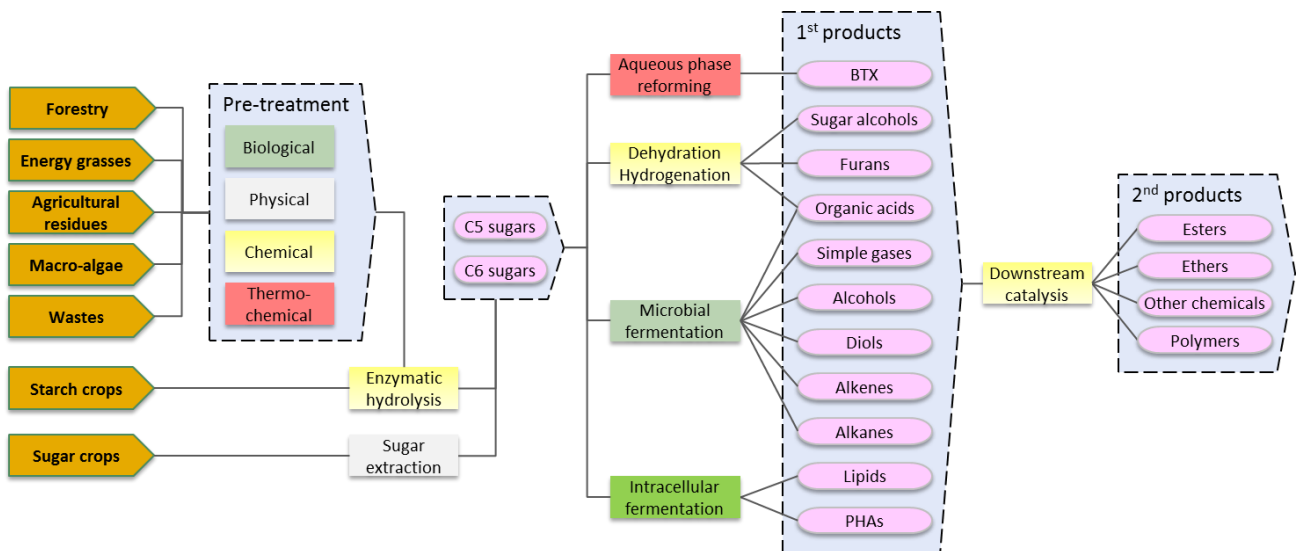 Forestry
Energy grasses
Agricultural
residues
Macro-algae
Wastes
Starch crops
Sugar crops
Pre-treatment
Biological
Physical
Chemical
Thermo-
chemical
Enzymatic
hydrolysis
Sugar
extraction
C5 sugars
C6 sugars
Aqueous phase
reforming
Dehydration
Hydrogenation
Microbial
fermentation
Intracellular
fermentation
1st products
BTX
Sugar alcohols
Furans
Organic acids
Simple gases
Alcohols
Diols
Alkenes
Alkanes
Lipids
PHAs
Downstream
catalysis
2nd products
Esters
Ethers
Other chemicals
Polymers